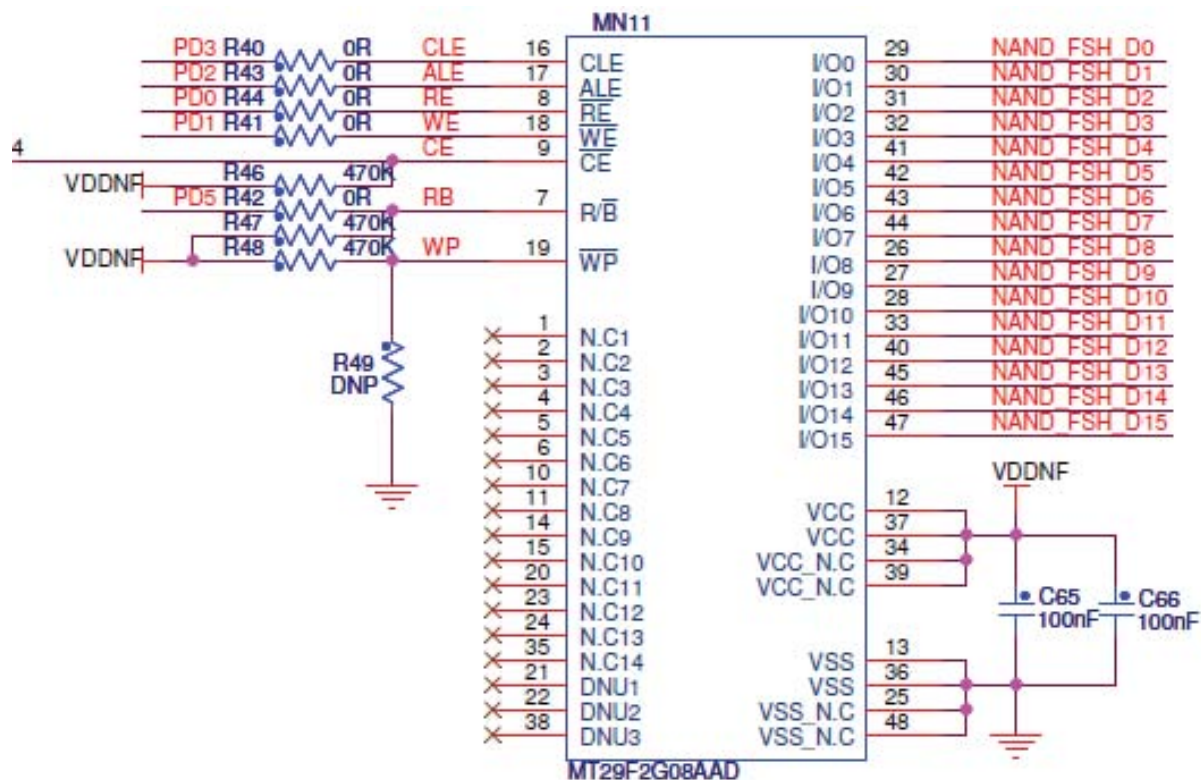 MN11
PD3 R40 0R CLE 16 CLE I/O0 29 NAND_FSH_D0
PD2 R43 0R ALE 17 ALE I/O1 30 NAND_FSH_D1
PD0 R44 0R RE 8 RE I/O2 31 NAND_FSH_D2
PD1 R41 0R WE 18 WE I/O3 32 NAND_FSH_D3
4 CE 9 CE I/O4 41 NAND_FSH_D4
VDDNF R46 470K I/O5 42 NAND_FSH_D5
PD5 R42 0R RB 7 R/B I/O6 43 NAND_FSH_D6
R47 470K I/O7 44 NAND_FSH_D7
VDDNF R48 470K WP 19 WP I/O8 26 NAND_FSH_D8
I/O9 27 NAND_FSH_D9
I/O10 28 NAND_FSH_D10
1 N.C1 I/O11 33 NAND_FSH_D11
2 N.C2 I/O12 40 NAND_FSH_D12
R49
DNP
3 N.C3 I/O13 45 NAND_FSH_D13
4 N.C4 I/O14 46 NAND_FSH_D14
5 N.C5 I/O15 47 NAND_FSH_D15
6 N.C6
VDDNF
10 N.C7
11 N.C8 VCC 12
14 N.C9 VCC 37
15 N.C10 VCC_N.C 34
20 N.C11 VCC_N.C 39
C65
100nF
C66
100nF
23 N.C12
24 N.C13
35 N.C14 VSS 13
21 DNU1 VSS 36
22 DNU2 VSS_N.C 25
38 DNU3 VSS_N.C 48
MT29F2G08AAD